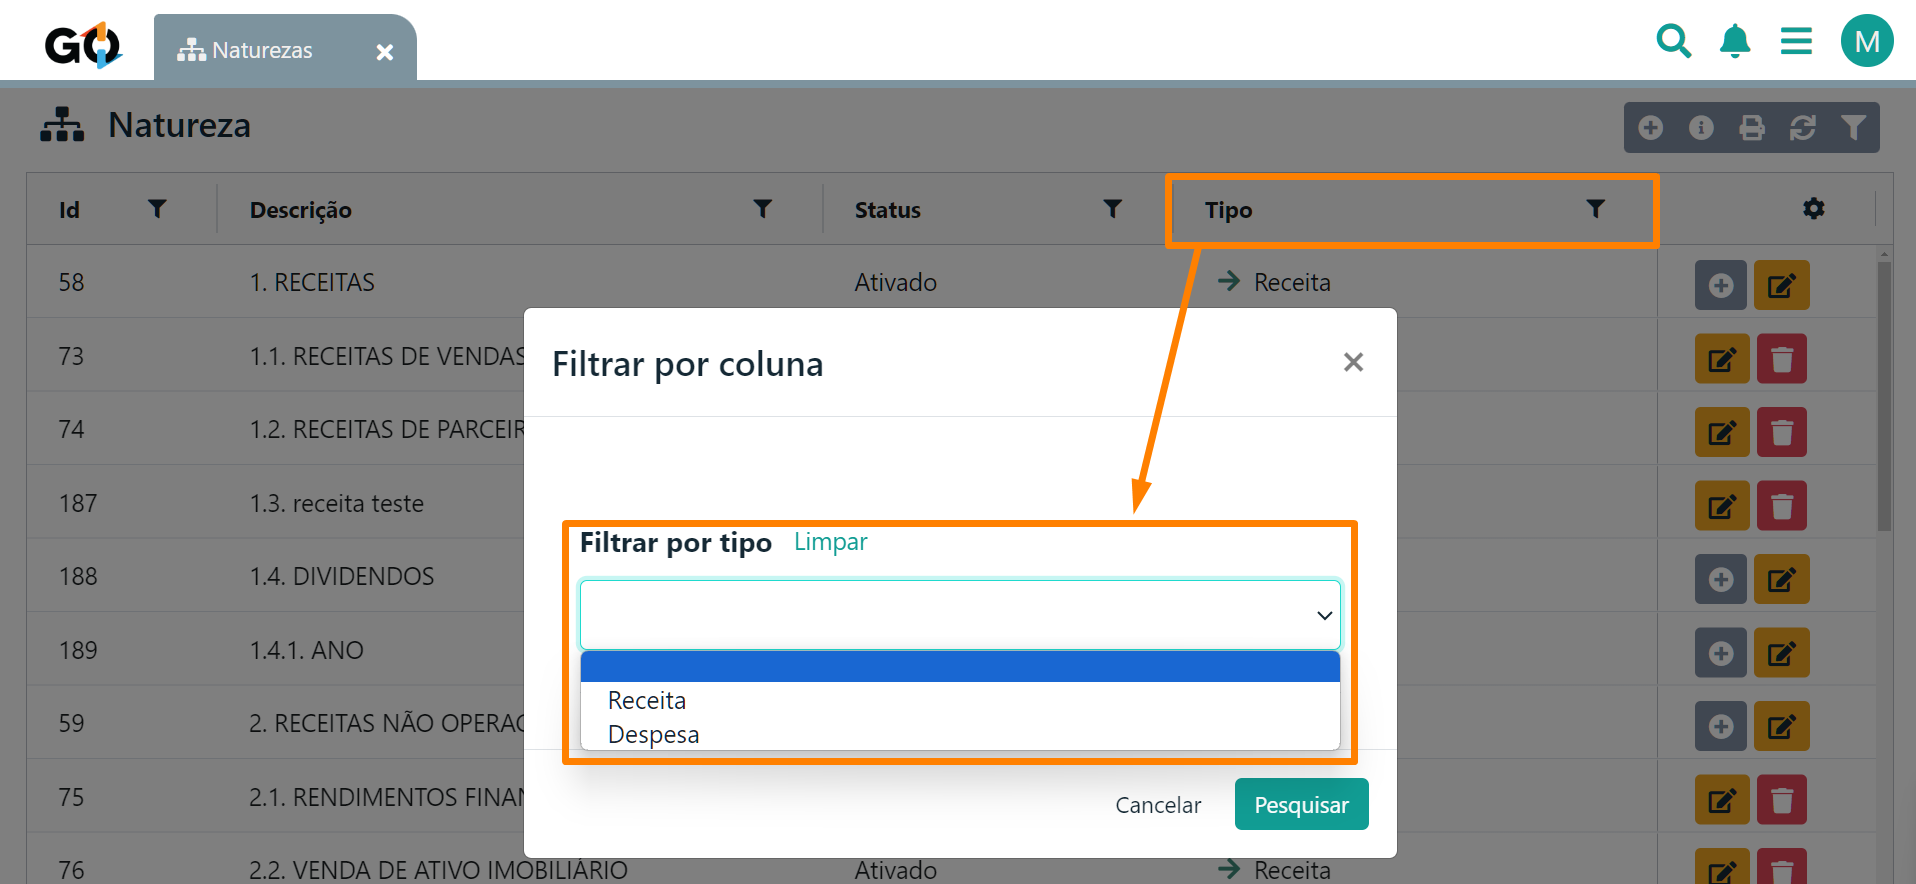 GO
Naturezas
M
Natureza
Id
Descrição
Status
Tipo
58
1. RECEITAS
Ativado
Receita
73
1.1. RECEITAS DE VENDAS
74
1.2. RECEITAS DE PARCEIR
187
1.3. receita teste
188
1.4. DIVIDENDOS
189
1.4.1. ANO
59
2. RECEITAS NÃO OPERAC
75
2.1. RENDIMENTOS FINAN
76
2.2. VENDA DE ATIVO IMOBILIÁRIO
Ativado
Receita
Filtrar por coluna
Filtrar por tipo
Limpar
Receita
Despesa
Cancelar
Pesquisar